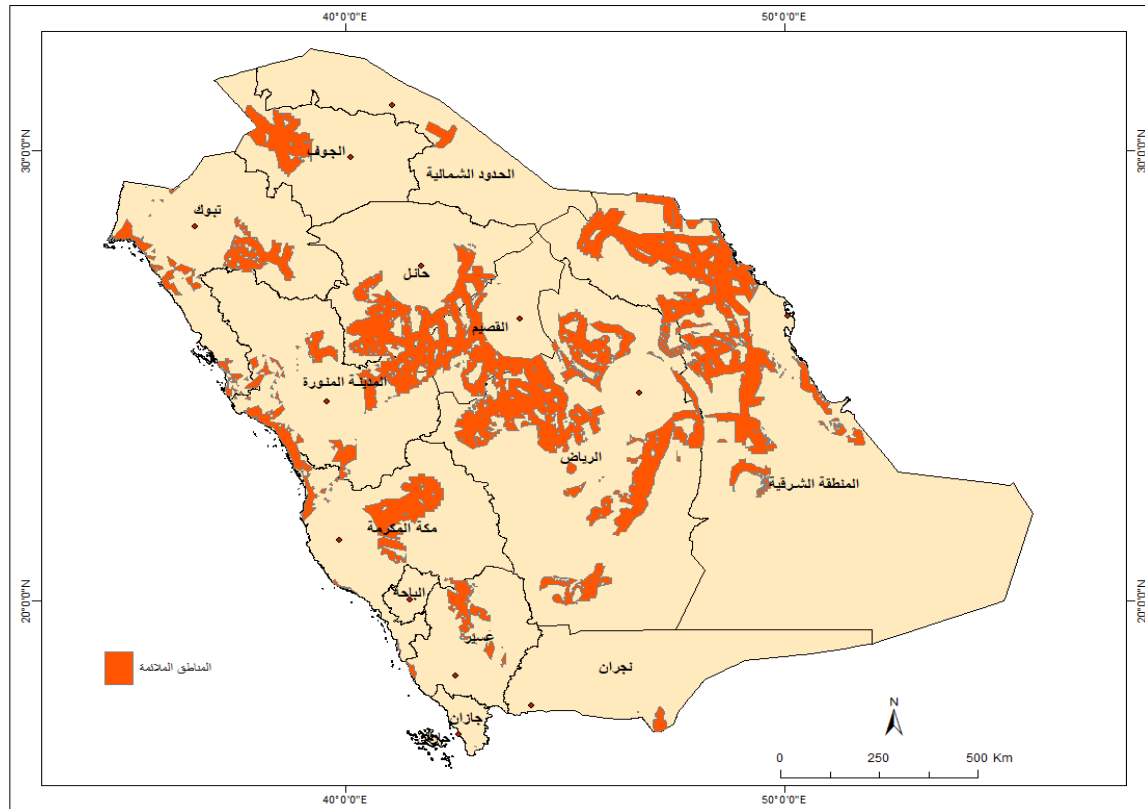 40°0'0"E
50°0'0"E
30°0'0"N
30°0'0"N
الجوف
الحدود الشمالية
تبوك
حائل
القصيم
المدينة المنورة
الرياض
المنطقة الشرقية
مكة المكرمة
الباحة
20°0'0"N
20°0'0"N
عسير
نجران
المناطق الملائمة
جازان
N
0 250 500 Km
40°0'0"E
50°0'0"E